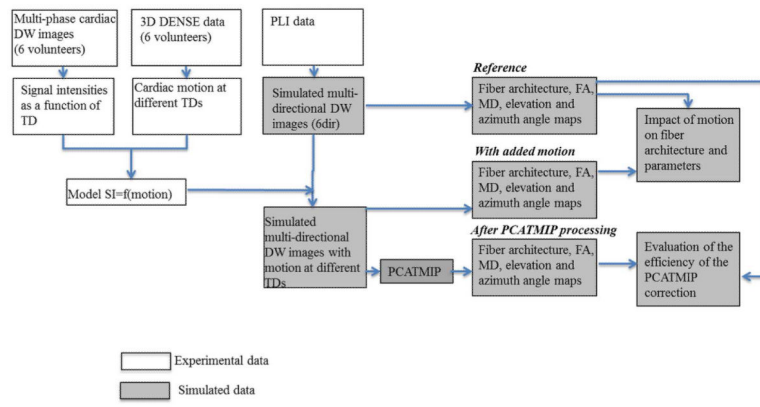 Multi-phase cardiac
DW images
(6 volunteers)
3D DENSE data
(6 volunteers)
PLI data
Signal intensities
as a function of
TD
Cardiac motion at
different TDs
Simulated multi-
directional DW
images (6dir)
Reference
Fiber architecture, FA,
MD, elevation and
azimuth angle maps
Impact of motion
on fiber
architecture and
parameters
Model SI=f(motion)
With added motion
Fiber architecture, FA,
MD, elevation and
azimuth angle maps
Simulated
multi-directional
DW images with
motion at different
TDs
PCATMIP
After PCATMIP processing
Fiber architecture, FA,
MD, elevation and
azimuth angle maps
Evaluation of the
efficiency of the
PCATMIP
correction
Experimental data
Simulated data